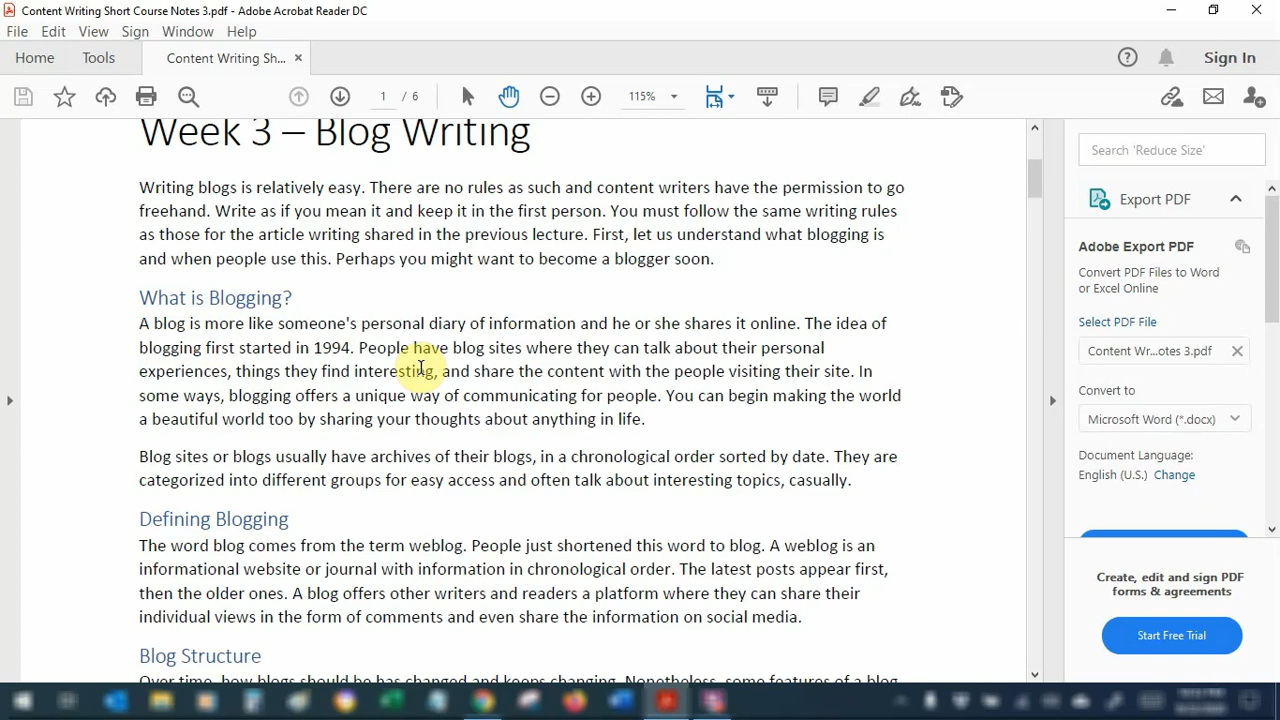 Content Writing Short Course Notes 3.pdf - Adobe Acrobat Reader DC
File Edit View Sign Window Help
Home Tools Content Writing Sh... × Sign In
1 / 6 115%
Week 3 – Blog Writing
Writing blogs is relatively easy. There are no rules as such and content writers have the permission to go
freehand. Write as if you mean it and keep it in the first person. You must follow the same writing rules
as those for the article writing shared in the previous lecture. First, let us understand what blogging is
and when people use this. Perhaps you might want to become a blogger soon.
What is Blogging?
A blog is more like someone's personal diary of information and he or she shares it online. The idea of
blogging first started in 1994. People have blog sites where they can talk about their personal
experiences, things they find interesting, and share the content with the people visiting their site. In
some ways, blogging offers a unique way of communicating for people. You can begin making the world
a beautiful world too by sharing your thoughts about anything in life.
Blog sites or blogs usually have archives of their blogs, in a chronological order sorted by date. They are
categorized into different groups for easy access and often talk about interesting topics, casually.
Defining Blogging
The word blog comes from the term weblog. People just shortened this word to blog. A weblog is an
informational website or journal with information in chronological order. The latest posts appear first,
then the older ones. A blog offers other writers and readers a platform where they can share their
individual views in the form of comments and even share the information on social media.
Blog Structure
Over time, how blogs should be has changed and keeps changing. Nonetheless, some features of a blog
Search 'Reduce Size'
Export PDF
Adobe Export PDF
Convert PDF Files to Word
or Excel Online
Select PDF File
Content Wr...otes 3.pdf
Convert to
Microsoft Word (*.docx)
Document Language:
English (U.S.) Change
Create, edit and sign PDF
forms & agreements
Start Free Trial